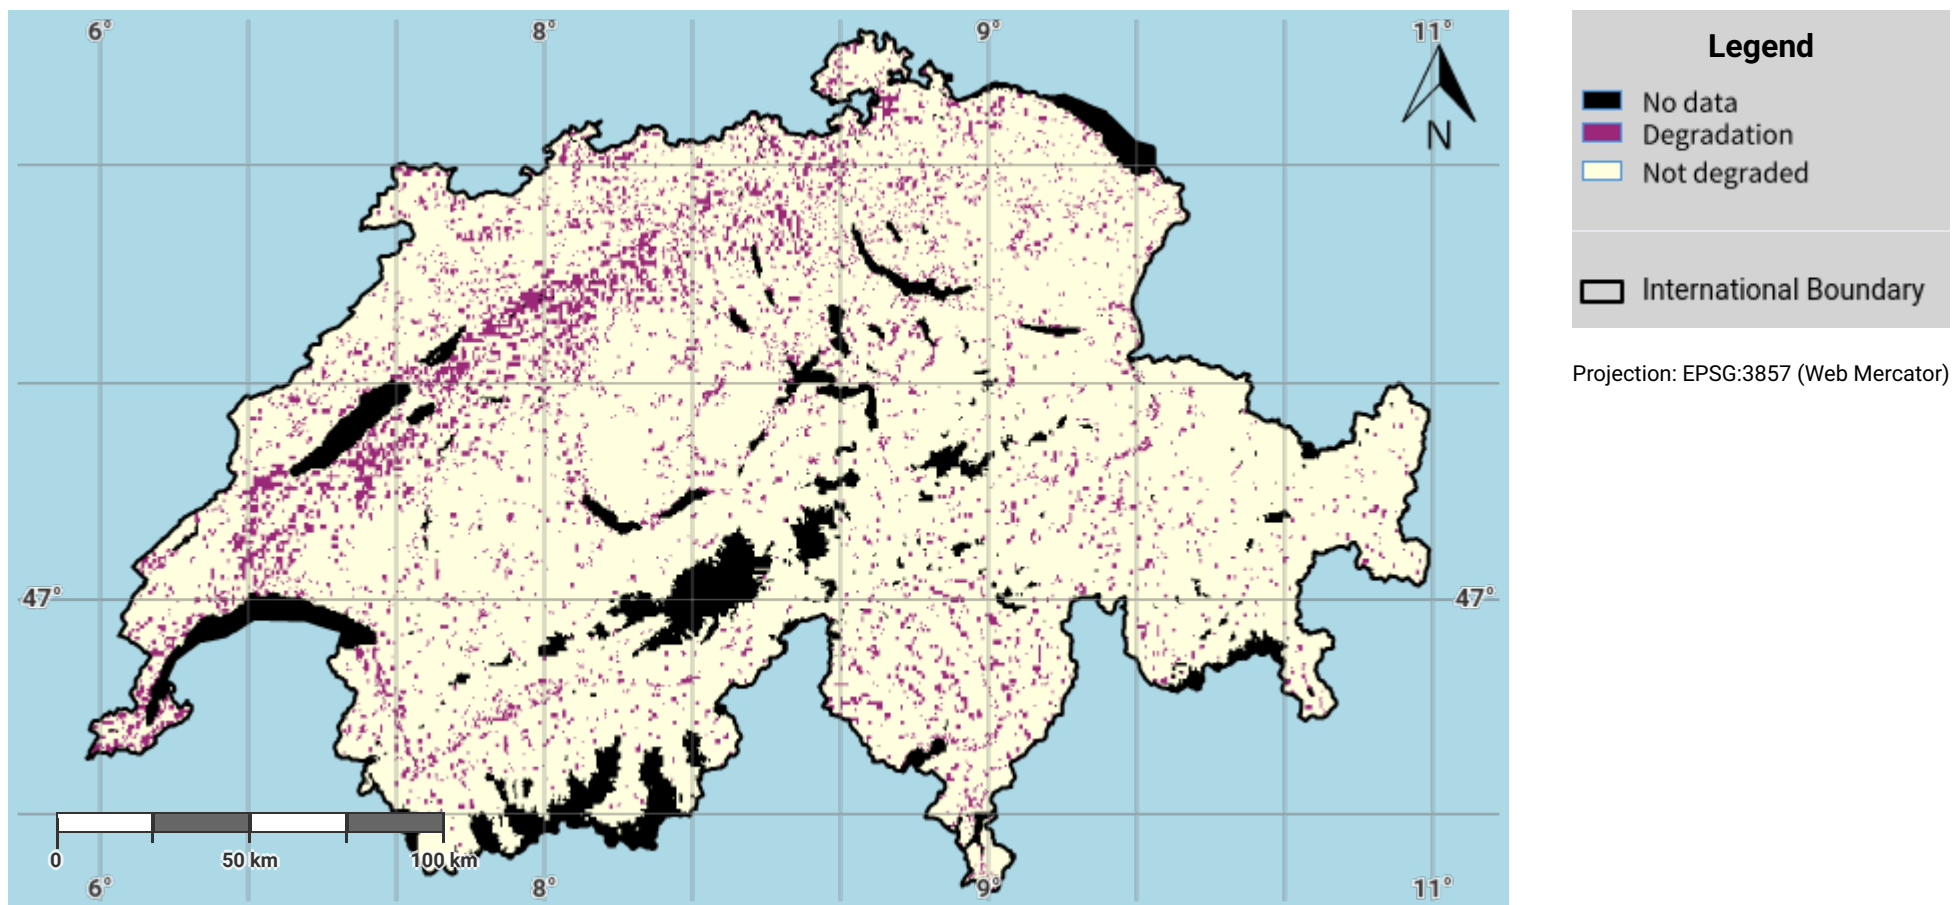 6° 8° 9° 11°
N
47° 47°
0 50 km 100 km
6° 8° 9° 11°
Legend
No data
Degradation
Not degraded
International Boundary
Projection: EPSG:3857 (Web Mercator)